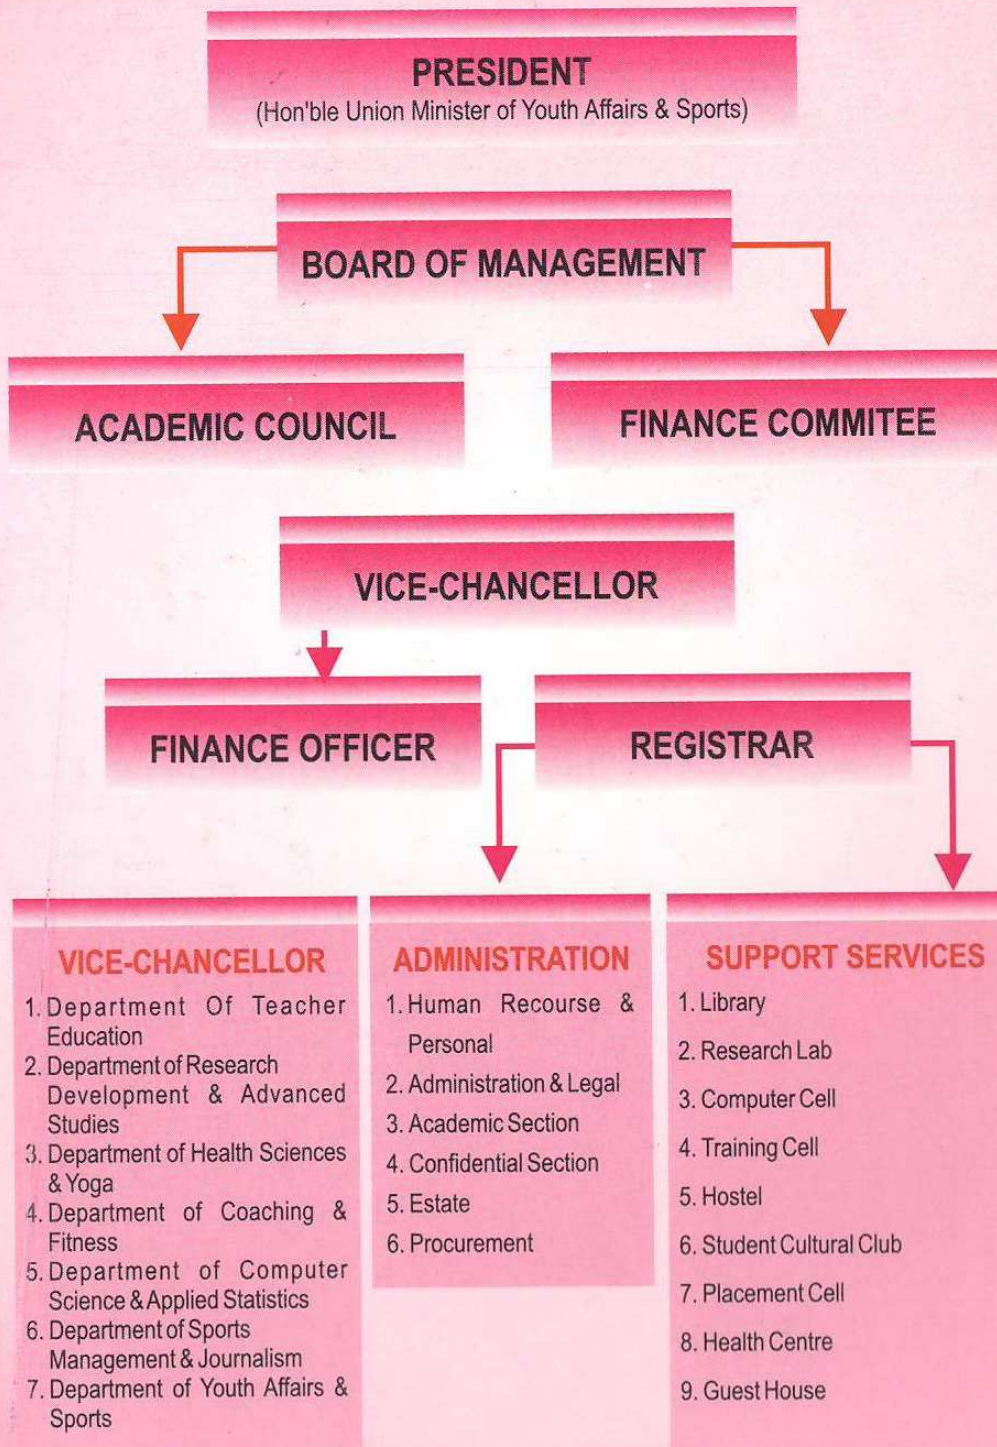 PRESIDENT
(Hon'ble Union Minister of Youth Affairs & Sports)
BOARD OF MANAGEMENT
ACADEMIC COUNCIL
FINANCE COMMITEE
VICE-CHANCELLOR
FINANCE OFFICER
REGISTRAR
VICE-CHANCELLOR
1. Department Of Teacher
Education
2. Department of Research
Development & Advanced
Studies
3. Department of Health Sciences
& Yoga
4. Department of Coaching &
Fitness
5. Department of Computer
Science & Applied Statistics
6. Department of Sports
Management & Journalism
7. Department of Youth Affairs &
Sports
ADMINISTRATION
1. Human Recourse &
Personal
2. Administration & Legal
3. Academic Section
4. Confidential Section
5. Estate
6. Procurement
SUPPORT SERVICES
1. Library
2. Research Lab
3. Computer Cell
4. Training Cell
5. Hostel
6. Student Cultural Club
7. Placement Cell
8. Health Centre
9. Guest House